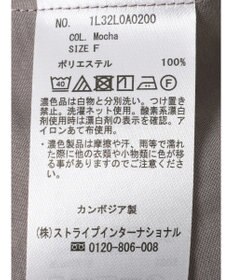 NO. 1L32L0A0200
COL. Mocha
SIZE F
ポリエステル 100%
40
濃色品は白物と分別洗い。つけ置き
禁止。洗濯ネット使用。酸素系漂白
剤使用時は漂白剤の表示を確認。ア
イロンあて布使用。
濃色製品は摩擦や汗、雨等で濡れ
た際に他の衣類や小物類に色が移
る事がありますのでご注意下さい。
カンボジア製
(株)ストライプインターナショナル
0120-806-008